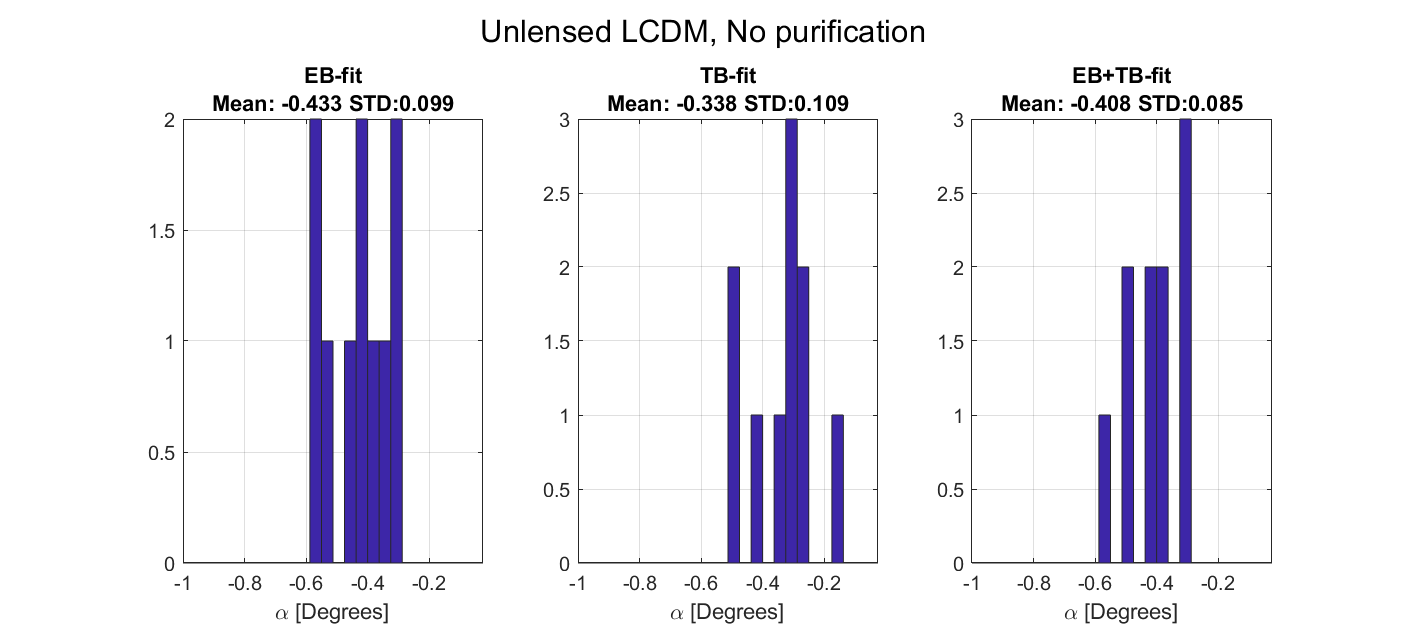 Unlensed LCDM, No purification
EB-fit
Mean: -0.433 STD:0.099
2
1.5
1
0.5
0
-1 -0.8 -0.6 -0.4 -0.2
α [Degrees]
TB-fit
Mean: -0.338 STD:0.109
3
2.5
2
1.5
1
0.5
0
-1 -0.8 -0.6 -0.4 -0.2
α [Degrees]
EB+TB-fit
Mean: -0.408 STD:0.085
3
2.5
2
1.5
1
0.5
0
-1 -0.8 -0.6 -0.4 -0.2
α [Degrees]